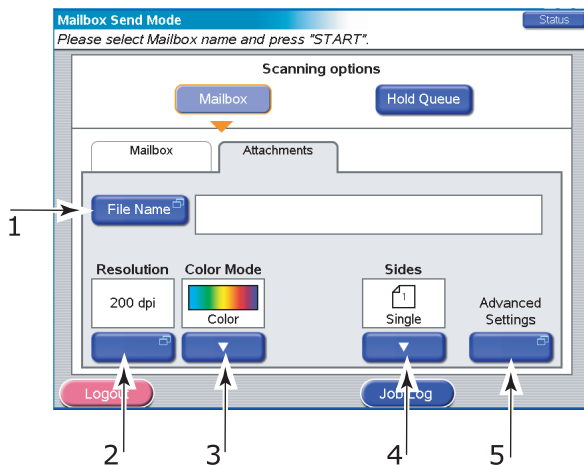 Mailbox Send Mode
Status
Please select Mailbox name and press "START".
Scanning options
Mailbox
Hold Queue
Mailbox
Attachments
1
File Name
Resolution
Color Mode
Sides
200 dpi
Color
1
Single
Advanced
Settings
Logout
Job Log
2
3
4
5